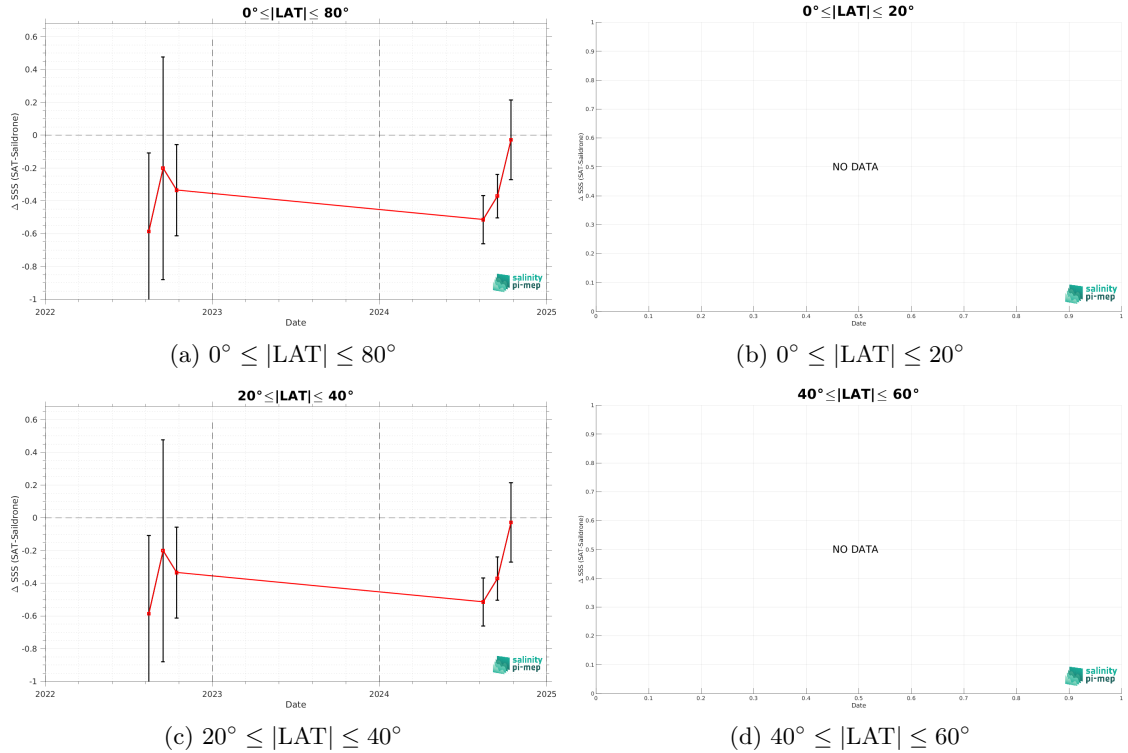 0°≤|LAT|≤ 80°
Δ SSS (SAT-Saildrone)
0.6
0.4
0.2
0
-0.2
-0.4
-0.6
-0.8
-1
2022
2023
2024
2025
Date
salinity
pi-mep
(a) 0° ≤ |LAT| ≤ 80°
0°≤|LAT|≤ 20°
Δ SSS (SAT-Saildrone)
1
0.9
0.8
0.7
0.6
0.5
0.4
0.3
0.2
0.1
0
NO DATA
0
0.1
0.2
0.3
0.4
0.5
0.6
0.7
0.8
0.9
1
Date
salinity
pi-mep
(b) 0° ≤ |LAT| ≤ 20°
20°≤|LAT|≤ 40°
Δ SSS (SAT-Saildrone)
0.6
0.4
0.2
0
-0.2
-0.4
-0.6
-0.8
-1
2022
2023
2024
2025
Date
salinity
pi-mep
(c) 20° ≤ |LAT| ≤ 40°
40°≤|LAT|≤ 60°
Δ SSS (SAT-Saildrone)
1
0.9
0.8
0.7
0.6
0.5
0.4
0.3
0.2
0.1
0
NO DATA
0
0.1
0.2
0.3
0.4
0.5
0.6
0.7
0.8
0.9
1
Date
salinity
pi-mep
(d) 40° ≤ |LAT| ≤ 60°